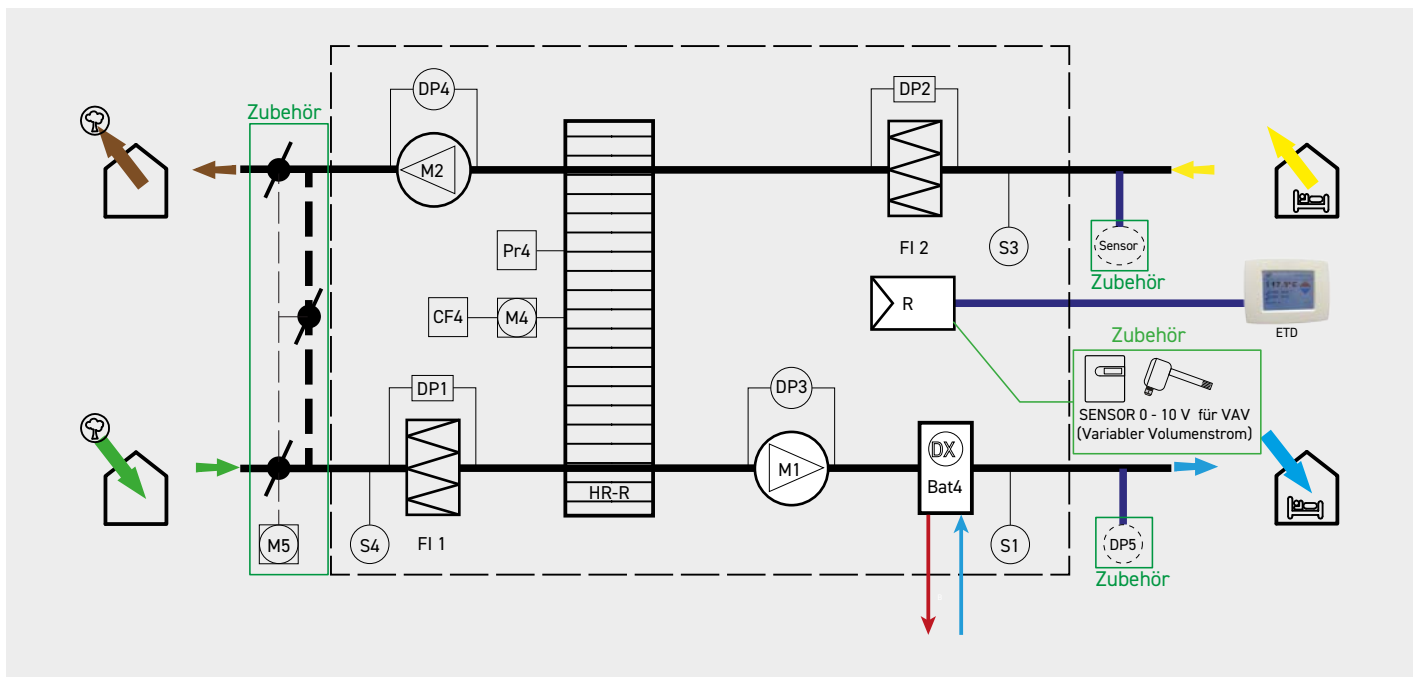 Zubehör
DP4
DP2
M2
Pr4
FI 2
S3
Sensor
Zubehör
CF4
M4
R
17.1°C
ETD
Zubehör
DP1
DP3
SENSOR 0 - 10 V für VAV
(Variabler Volumenstrom)
DX
M1
Bat4
HR-R
M5
S4
FI 1
S1
DP5
Zubehör